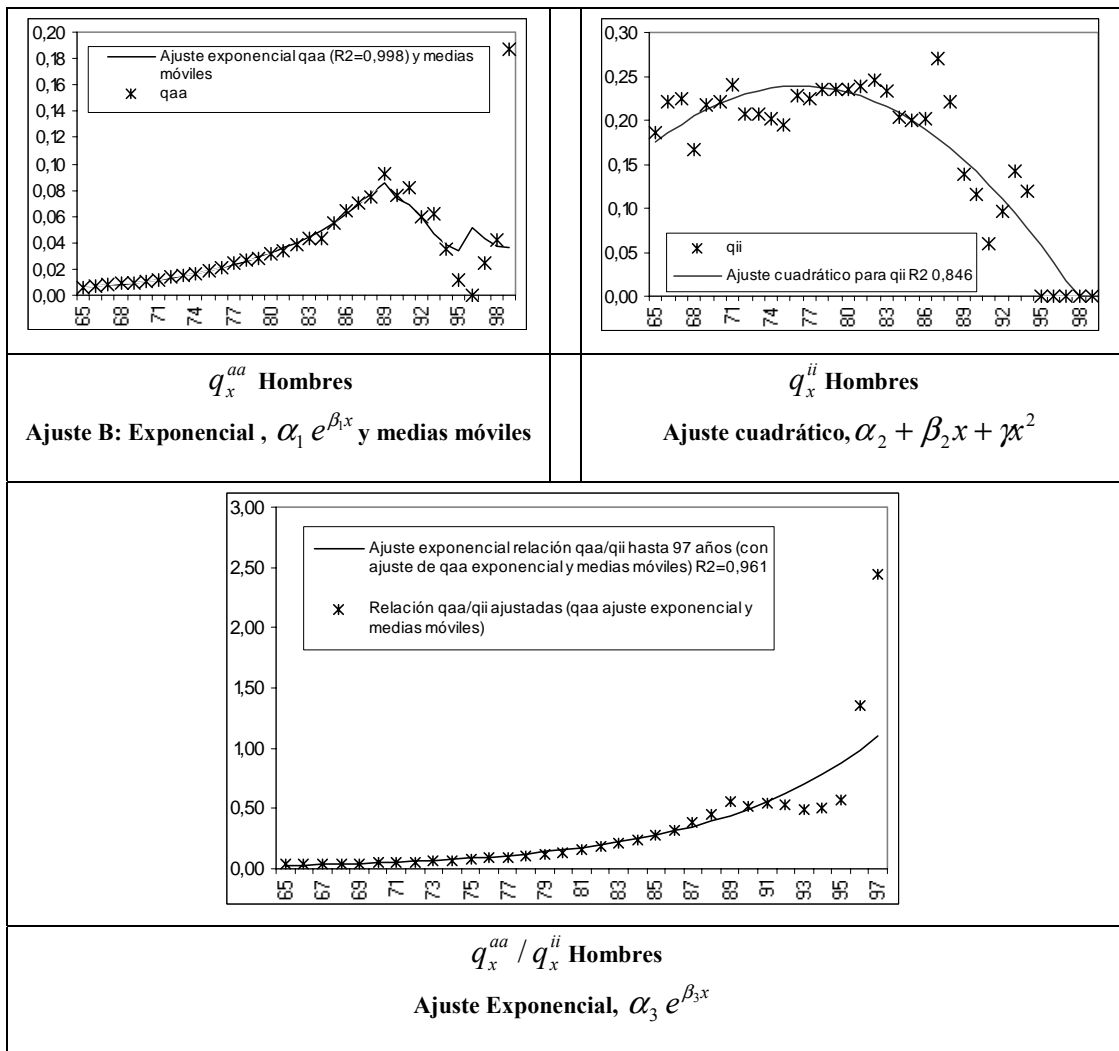 0,20
0,18
0,16
0,14
0,12
0,10
0,08
0,06
0,04
0,02
0,00
Ajuste exponencial qaa (R2=0,998) y medias
móviles
qaa
65 68 71 74 77 80 83 86 89 92 95 98
0,30
0,25
0,20
0,15
0,10
0,05
0,00
qii
Ajuste cuadrático para qii R2 0,846
65 68 71 74 77 80 83 86 89 92 95 98
q_x^{aa} Hombres
Ajuste B: Exponencial , α_1 e^{β_1 x} y medias móviles
q_x^{ii} Hombres
Ajuste cuadrático, α_2 + β_2 x + γx^2
3,00
2,50
2,00
1,50
1,00
0,50
0,00
Ajuste exponencial relación qaa/qii hasta 97 años (con
ajuste de qaa exponencial y medias móviles) R2=0,961
Relación qaa/qii ajustadas (qaa ajuste exponencial y
medias móviles)
65 67 69 71 73 75 77 79 81 83 85 87 89 91 93 95 97
q_x^{aa} / q_x^{ii} Hombres
Ajuste Exponencial, α_3 e^{β_3 x}